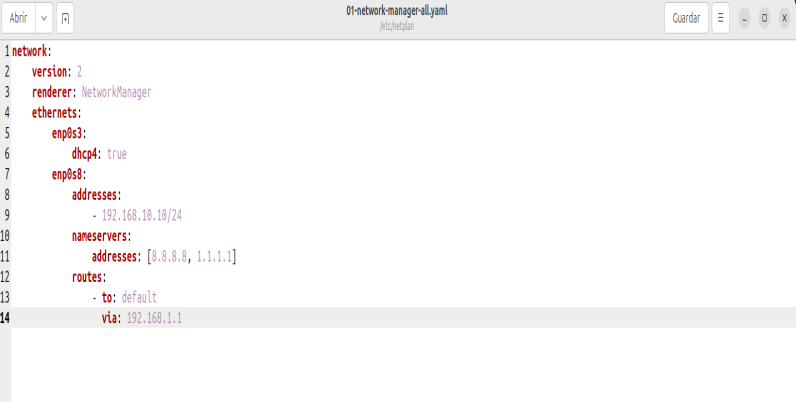 Abrir
01-network-manager-all.yaml
/etc/netplan
Guardar
1 network:
2     version: 2
3     renderer: NetworkManager
4     ethernets:
5         enp0s3:
6             dhcp4: true
7         enp0s8:
8             addresses:
9                 - 192.168.10.10/24
10             nameservers:
11                 addresses: [8.8.8.8, 1.1.1.1]
12             routes:
13                 - to: default
14                   via: 192.168.1.1